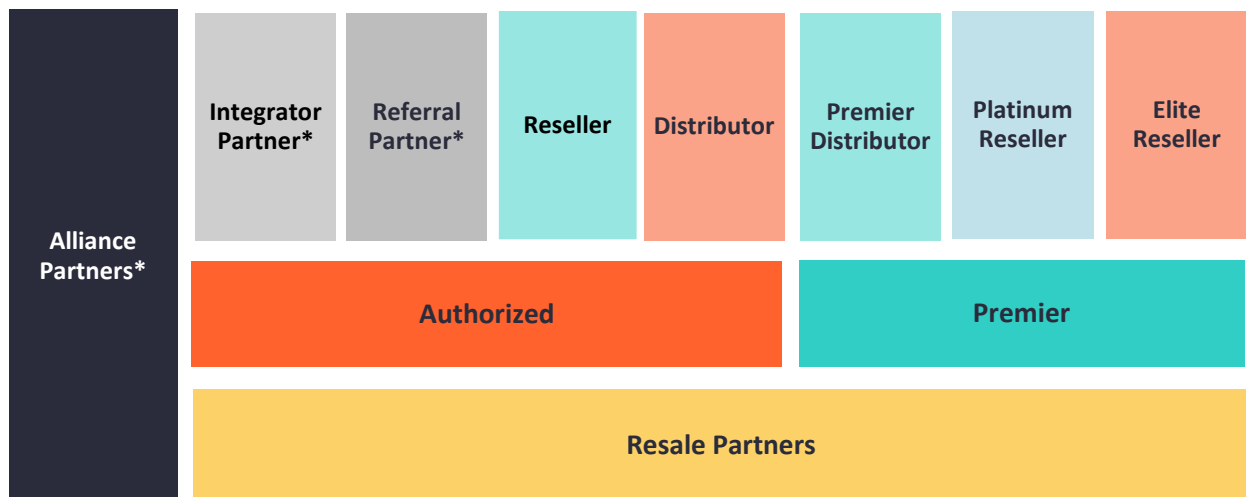 Alliance
Partners*
Integrator
Partner*
Referral
Partner*
Reseller
Distributor
Premier
Distributor
Platinum
Reseller
Elite
Reseller
Authorized
Premier
Resale Partners